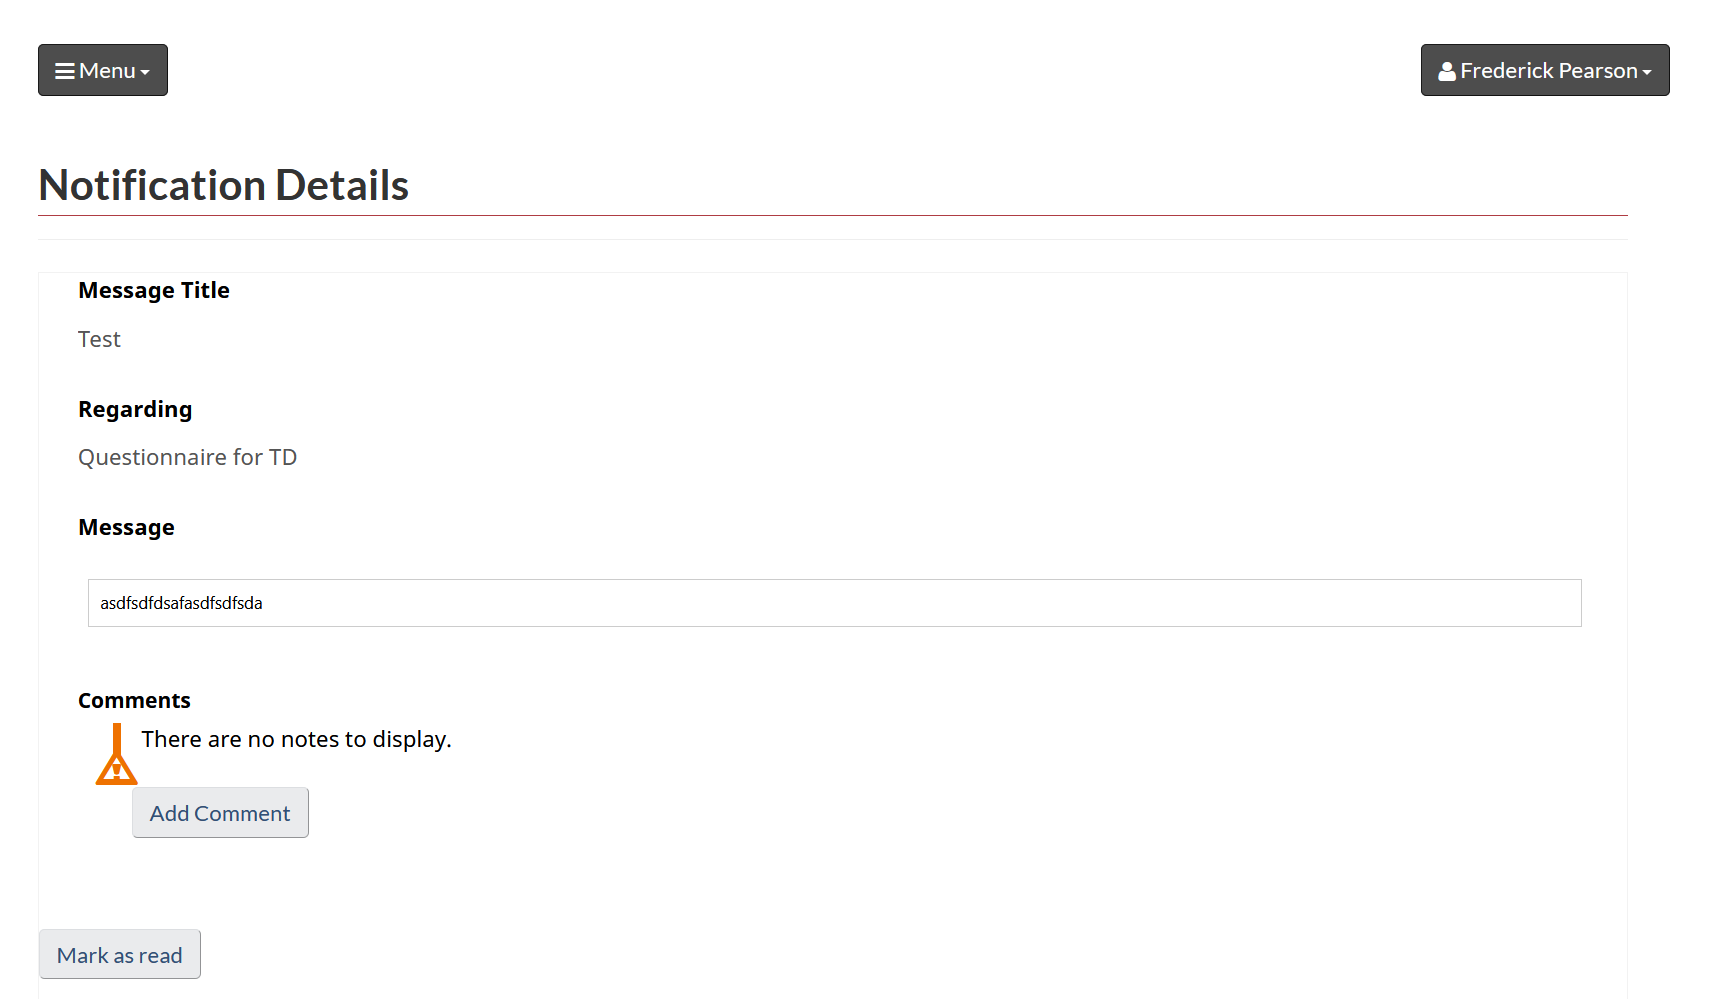 Menu
Frederick Pearson
Notification Details
Message Title
Test
Regarding
Questionnaire for TD
Message
asdfsdfdsafasdfsdfsda
Comments
There are no notes to display.
Add Comment
Mark as read